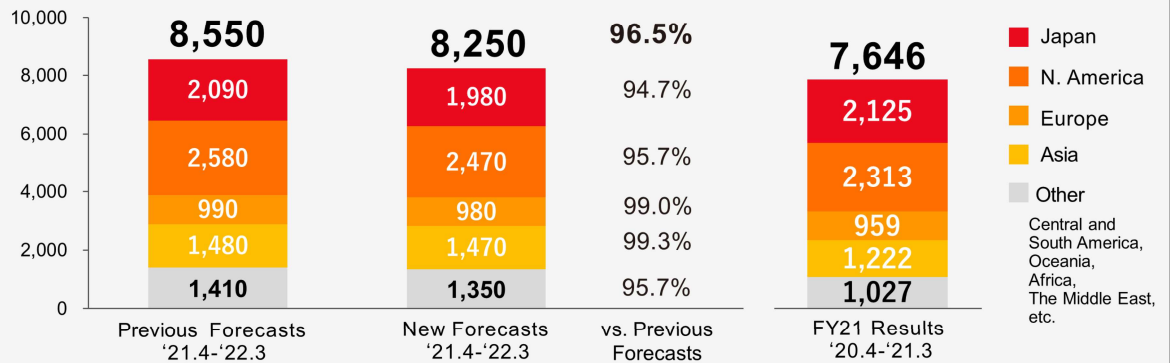 10,000
8,000
6,000
4,000
2,000
0
8,550
2,090
2,580
990
1,480
1,410
Previous Forecasts
‘21.4-‘22.3
8,250
1,980
2,470
980
1,470
1,350
New Forecasts
‘21.4-‘22.3
96.5%
94.7%
95.7%
99.0%
99.3%
95.7%
vs. Previous
Forecasts
7,646
2,125
2,313
959
1,222
1,027
FY21 Results
‘20.4-‘21.3
Japan
N. America
Europe
Asia
Other
Central and
South America,
Oceania,
Africa,
The Middle East,
etc.